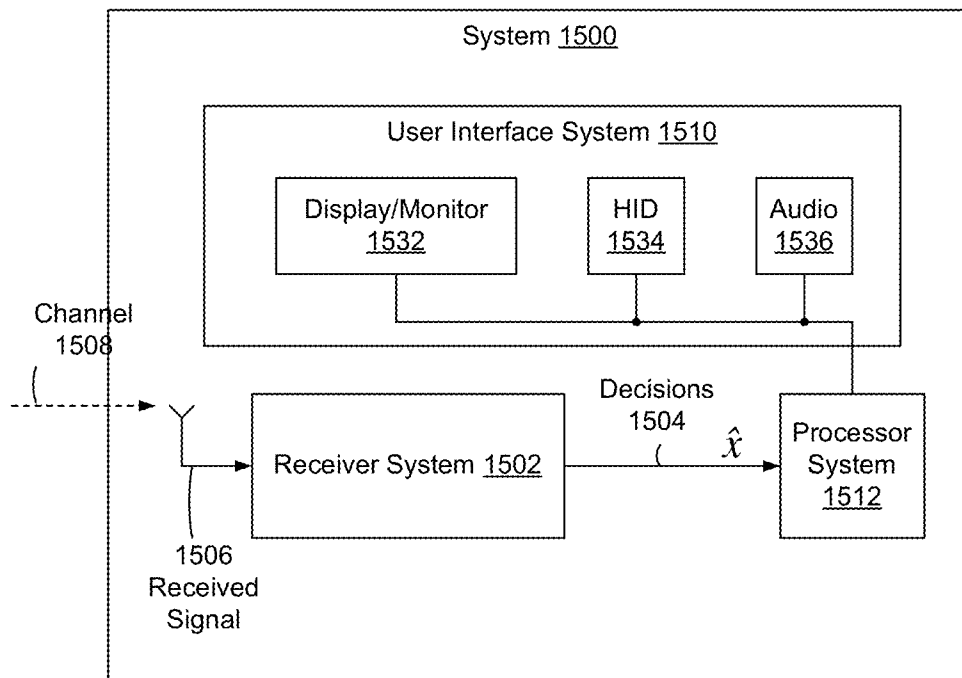 System 1500
User Interface System 1510
Display/Monitor
1532
HID
1534
Audio
1536
Channel
1508
Decisions
1504
x̂
Receiver System 1502
Processor
System
1512
1506
Received
Signal